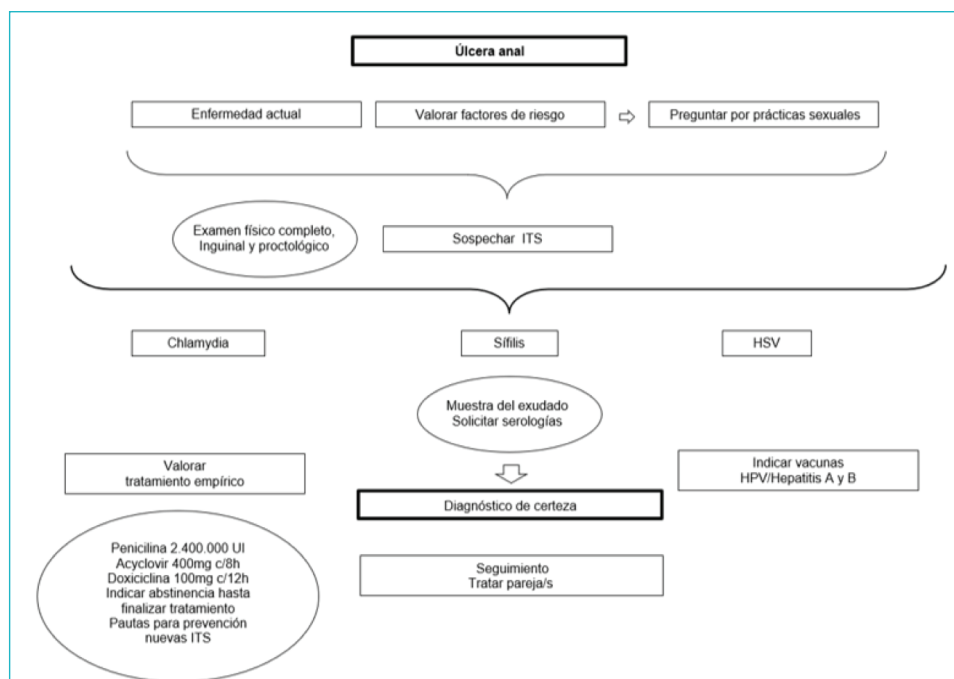 Úlcera anal
Enfermedad actual
Valorar factores de riesgo
Preguntar por prácticas sexuales
Examen físico completo,
Inguinal y proctológico
Sospechar ITS
Chlamydia
Sífilis
HSV
Muestra del exudado
Solicitar serologías
Valorar
tratamiento empírico
Indicar vacunas
HPV/Hepatitis A y B
Diagnóstico de certeza
Penicilina 2.400.000 UI
Acyclovir 400mg c/8h
Doxiciclina 100mg c/12h
Indicar abstinencia hasta
finalizar tratamiento
Pautas para prevención
nuevas ITS
Seguimiento
Tratar pareja/s